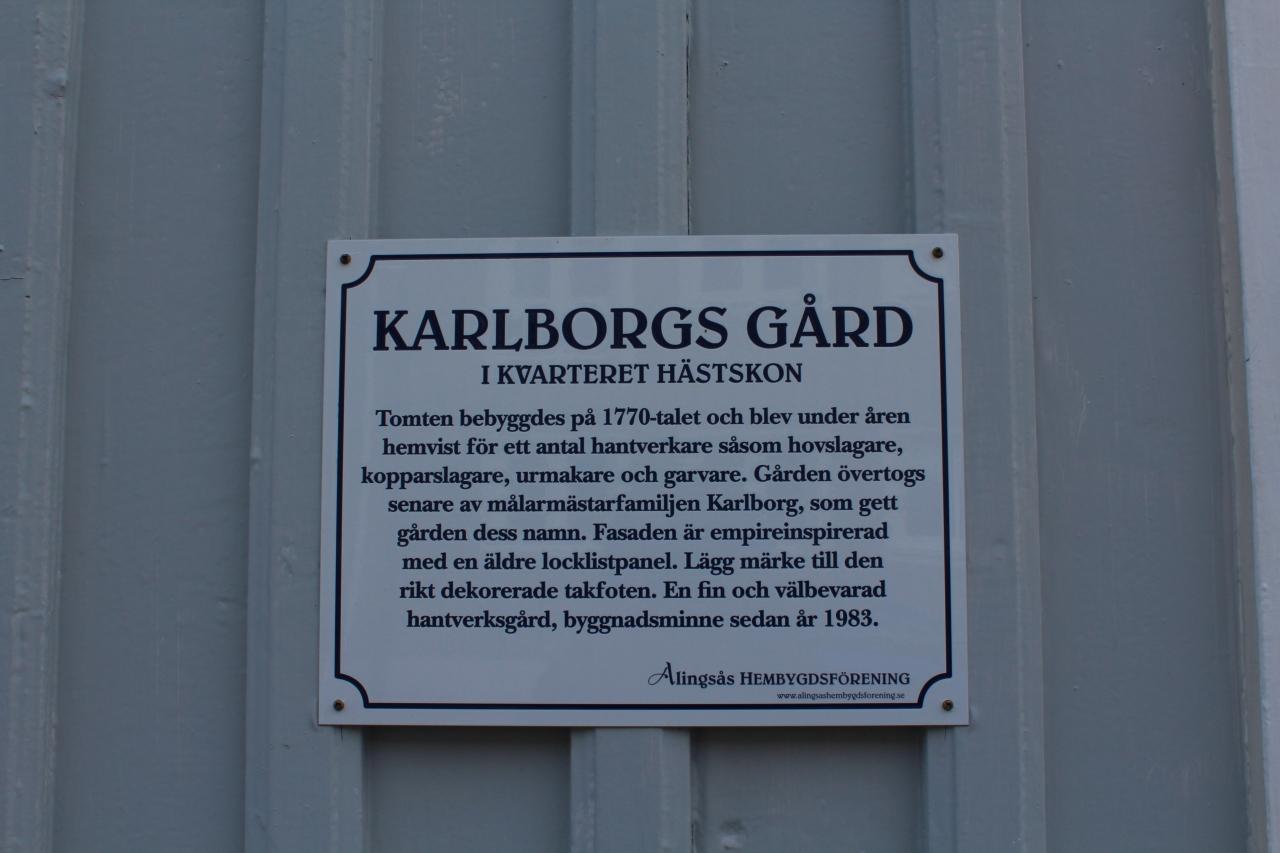 KARLBORGS GÅRD
I KVARTERET HÄSTSKON
Tomten bebyggdes på 1770-talet och blev under åren
hemvist för ett antal hantverkare såsom hovslagare,
kopparslagare, urmakare och garvare. Gården övertogs
senare av målarmästarfamiljen Karlborg, som gett
gården dess namn. Fasaden är empireinspirerad
med en äldre locklistpanel. Lägg märke till den
rikt dekorerade takfoten. En fin och välbevarad
hantverksgård, byggnadsminne sedan år 1983.
Alingsås HEMBYGDSFÖRENING
www.alingsashembygdsforening.se